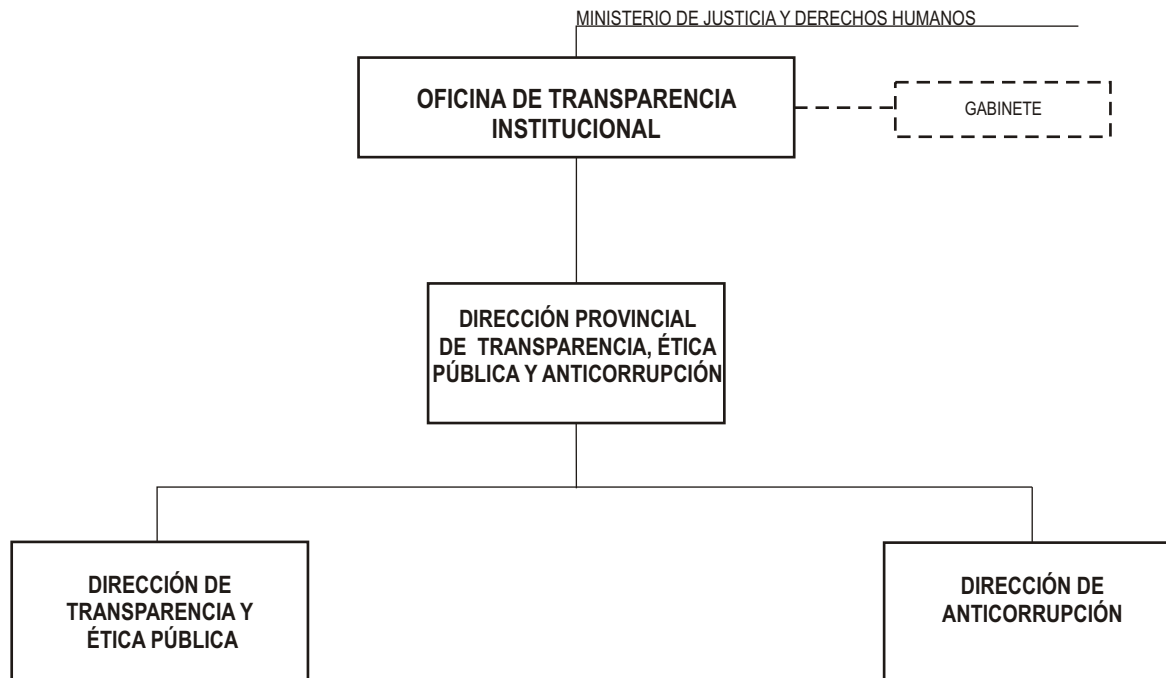 MINISTERIO DE JUSTICIA Y DERECHOS HUMANOS
OFICINA DE TRANSPARENCIA
INSTITUCIONAL
GABINETE
DIRECCIÓN PROVINCIAL
DE TRANSPARENCIA, ÉTICA
PÚBLICA Y ANTICORRUPCIÓN
DIRECCIÓN DE
TRANSPARENCIA Y
ÉTICA PÚBLICA
DIRECCIÓN DE
ANTICORRUPCIÓN